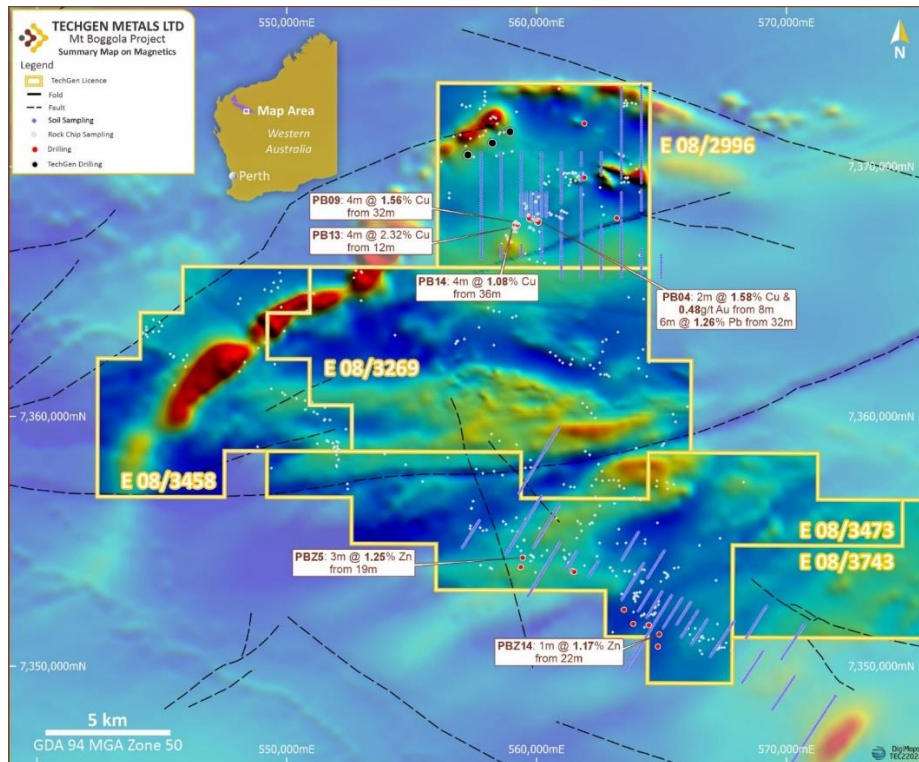 TECHGEN METALS LTD
Mt Boggola Project
Summary Map on Magnetics
Legend
TechGen Licence
Fold
Fault
Soil Sampling
Rock Chip Sampling
Drilling
TechGen Drilling
550,000mE
560,000mE
570,000mE
N
Map Area
Western
Australia
Perth
E 08/2996
7,370,000mN
PB09: 4m @ 1.56% Cu
from 32m
PB13: 4m @ 2.32% Cu
from 12m
PB14: 4m @ 1.08% Cu
from 36m
PB04: 2m @ 1.58% Cu &
0.48g/t Au from 8m
6m @ 1.26% Pb from 32m
E 08/3269
7,360,000mN
7,360,000mN
E 08/3458
E 08/3473
E 08/3743
PBZ5: 3m @ 1.25% Zn
from 19m
PBZ14: 1m @ 1.17% Zn
from 22m
7,350,000mN
7,350,000mN
5 km
GDA 94 MGA Zone 50
550,000mE
560,000mE
570,000mE
DigiMaps